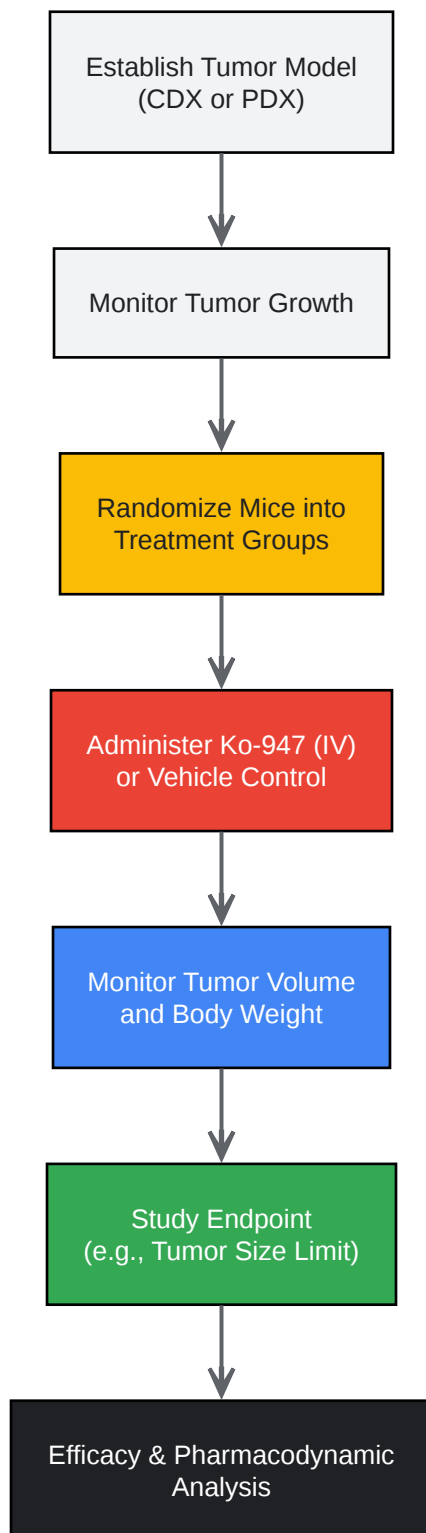 Establish Tumor Model
(CDX or PDX)
Monitor Tumor Growth
Randomize Mice into
Treatment Groups
Administer Ko-947 (IV)
or Vehicle Control
Monitor Tumor Volume
and Body Weight
Study Endpoint
(e.g., Tumor Size Limit)
Efficacy & Pharmacodynamic
Analysis